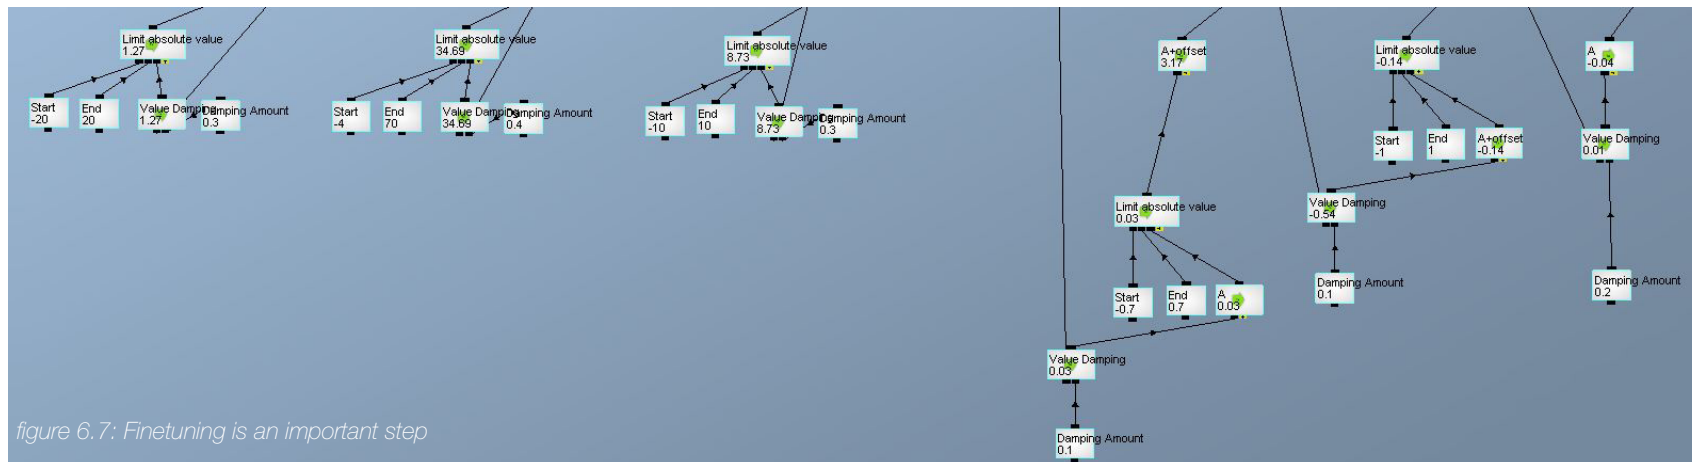 Limit absolute value
1.27
Start
-20
End
20
Value Damping
1.27
Damping Amount
0.3
Limit absolute value
34.69
Start
-4
End
70
Value Damping
34.69
Damping Amount
0.4
Limit absolute value
8.73
Start
-10
End
10
Value Damping
8.73
Damping Amount
0.3
A+offset
3.17
Limit absolute value
0.03
Start
-0.7
End
0.7
A
0.03
Value Damping
0.03
Damping Amount
0.1
Limit absolute value
-0.14
Start
-1
End
1
A+offset
-0.14
Value Damping
-0.54
Damping Amount
0.1
A
-0.04
Value Damping
0.01
Damping Amount
0.2
figure 6.7: Finetuning is an important step